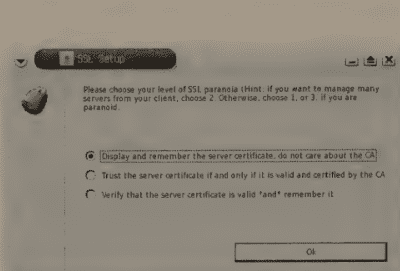 SSL Setup
Please choose your level of SSL paranoia (Hint: if you want to manage many
servers from your client, choose 2. Otherwise, choose 1, or 3, if you are
paranoid.
Display and remember the server certificate, do not care about the CA
Trust the server certificate if and only if it is valid and certified by the CA
Verify that the server certificate is valid *and* remember it
Ok